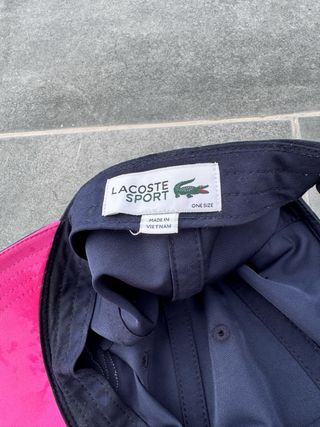 LACOSTE
SPORT
ONE SIZE
MADE IN
VIETNAM